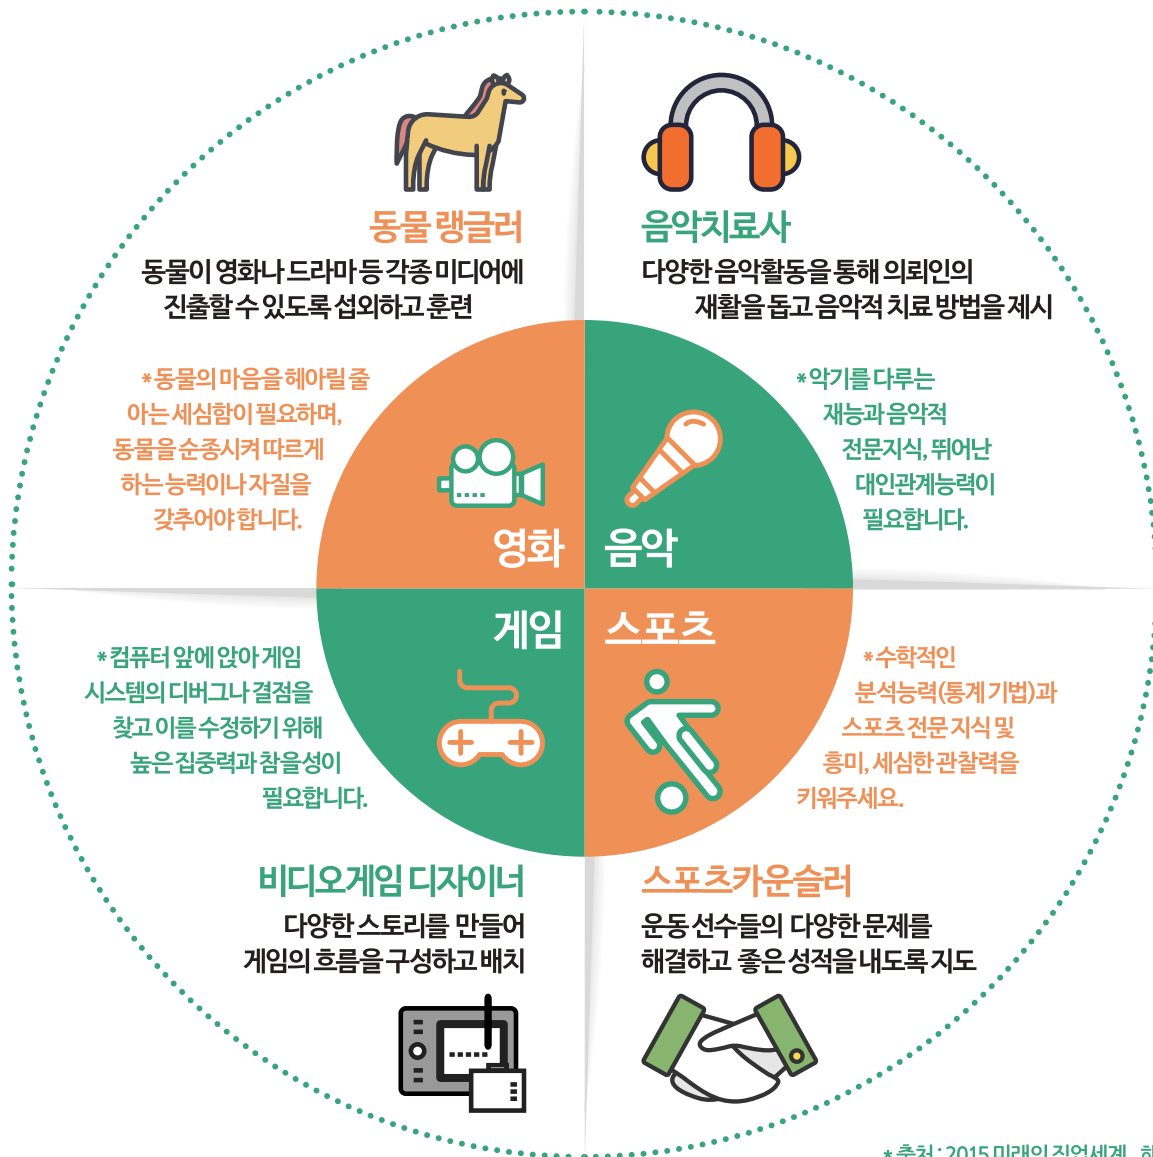 동물 랭글러
동물이 영화나 드라마 등 각종 미디어에
진출할 수 있도록 섭외하고 훈련
*동물의 마음을 헤아릴 줄
아는 세심함이 필요하며,
동물을 순종시켜 따르게
하는 능력이나 자질을
갖추어야 합니다.
영화
음악치료사
다양한 음악활동을 통해 의뢰인의
재활을 돕고 음악적 치료 방법을 제시
*악기를 다루는
재능과 음악적
전문지식, 뛰어난
대인관계능력이
필요합니다.
음악
게임
*컴퓨터 앞에 앉아 게임
시스템의 디버그나 결점을
찾고 이를 수정하기 위해
높은 집중력과 참을성이
필요합니다.
비디오게임 디자이너
다양한 스토리를 만들어
게임의 흐름을 구성하고 배치
스포츠
*수학적인
분석능력(통계 기법)과
스포츠 전문 지식 및
흥미, 세심한 관찰력을
키워주세요.
스포츠카운슬러
운동 선수들의 다양한 문제를
해결하고 좋은 성적을 내도록 지도
*출처 : 2015 미래의 직업세계_